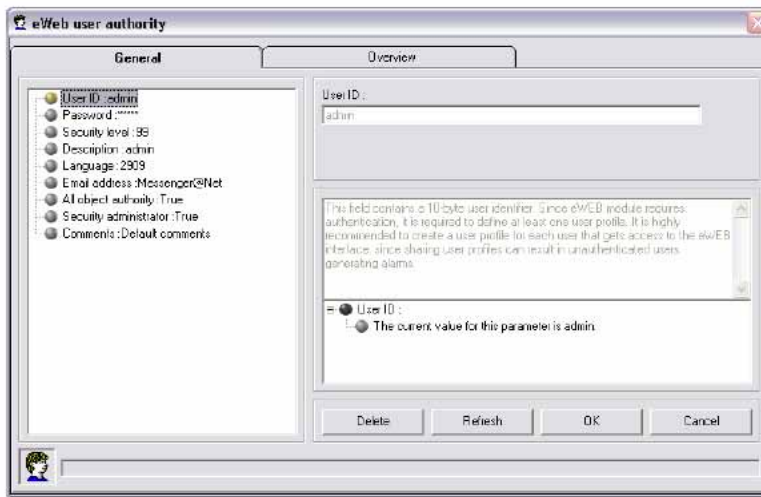 eWeb user authority
General
Overview
User ID :admin
Password :*****
Security level :99
Description :admin
Language :2909
Email address :Messenger@Net
All object authority :True
Security administrator :True
Comments :Default comments
User ID :
admin
This field contains a 10-byte user identifier. Since eWEB module requires
authentication, it is required to define at least one user profile. It is highly
recommended to create a user profile for each user that gets access to the eWEB
interface, since sharing user profiles can result in unauthenticated users
generating alarms.
User ID :
The current value for this parameter is admin.
Delete
Refresh
OK
Cancel